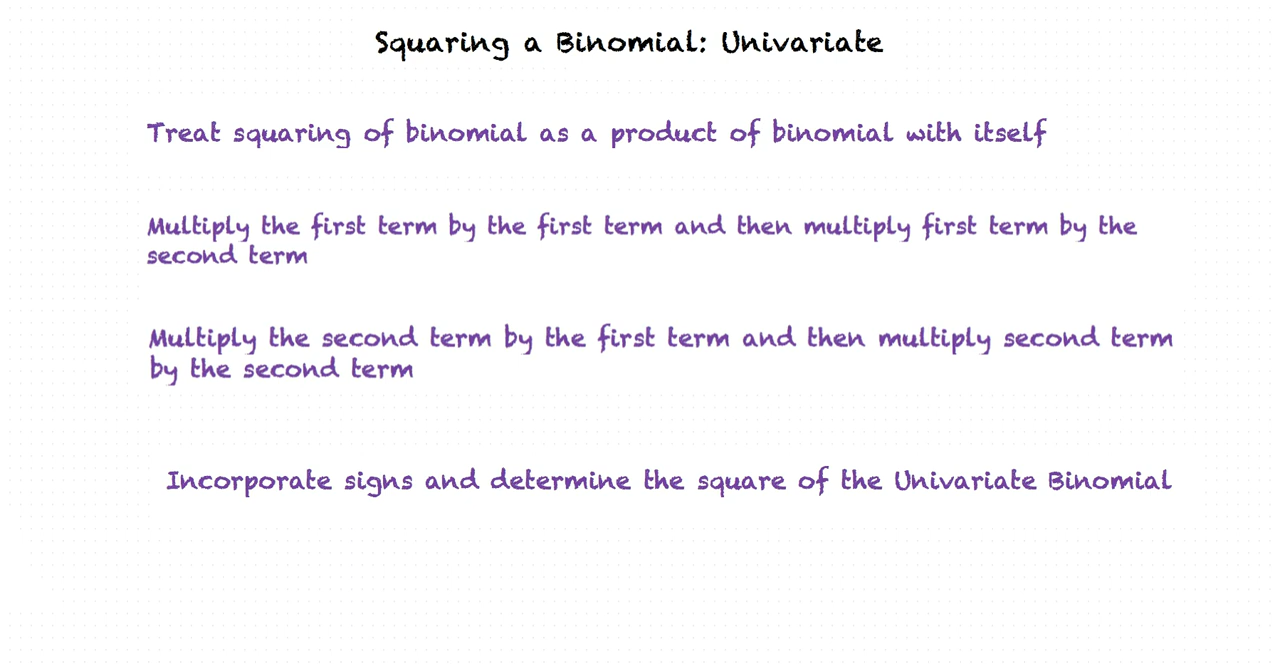 Squaring a Binomial: Univariate
Treat squaring of binomial as a product of binomial with itself
Multiply the first term by the first term and then multiply first term by the
second term
Multiply the second term by the first term and then multiply second term
by the second term
Incorporate signs and determine the square of the Univariate Binomial